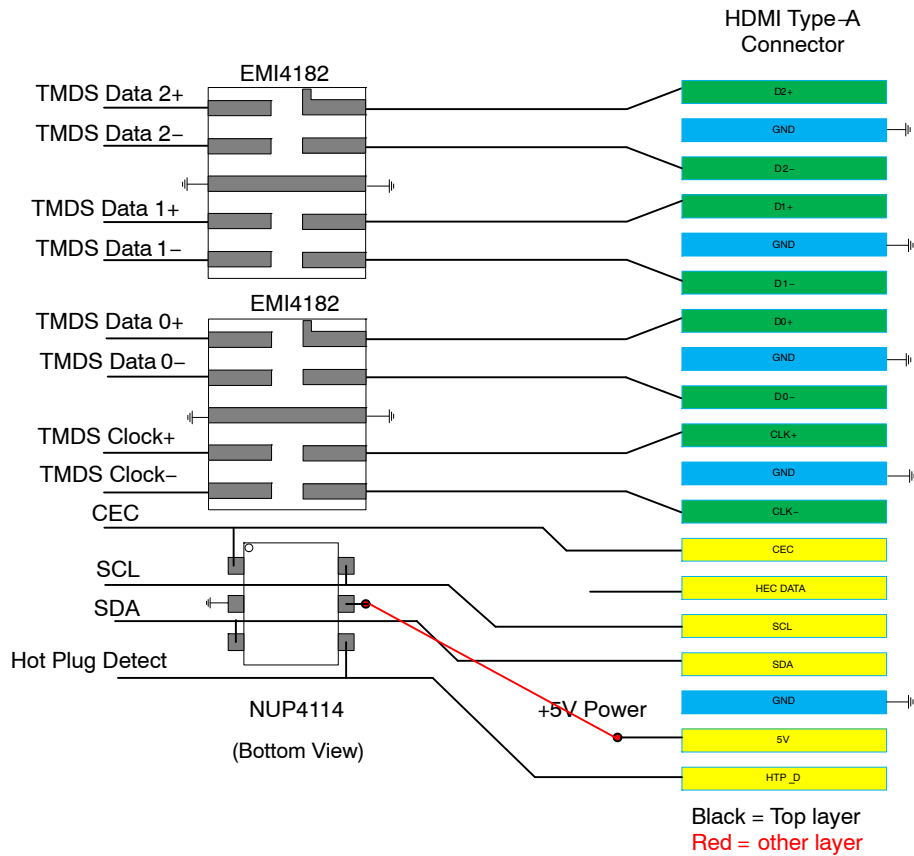 HDMI Type-A
Connector
EMI4182
TMDS Data 2+
TMDS Data 2-
TMDS Data 1+
TMDS Data 1-
EMI4182
TMDS Data 0+
TMDS Data 0-
TMDS Clock+
TMDS Clock-
CEC
SCL
SDA
Hot Plug Detect
NUP4114
(Bottom View)
+5V Power
D2+
GND
D2-
D1+
GND
D1-
D0+
GND
D0-
CLK+
GND
CLK-
CEC
HEC DATA
SCL
SDA
GND
5V
HTP_D
Black = Top layer
Red = other layer